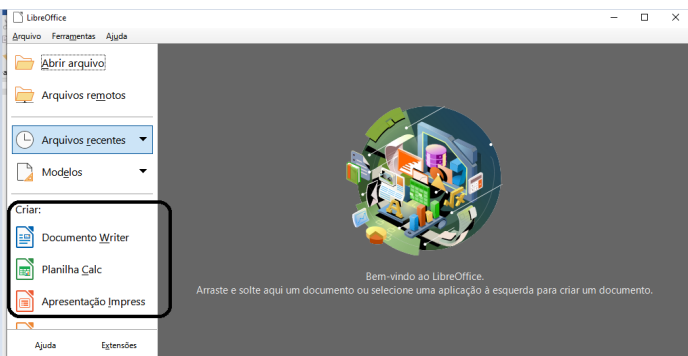 LibreOffice
Arquivo Ferramentas Ajuda
Abrir arquivo
Arquivos remotos
Arquivos recentes
Modelos
Criar:
Documento Writer
Planilha Calc
Apresentação Impress
Ajuda Extensões
Bem-vindo ao LibreOffice.
Arraste e solte aqui um documento ou selecione uma aplicação à esquerda para criar um documento.